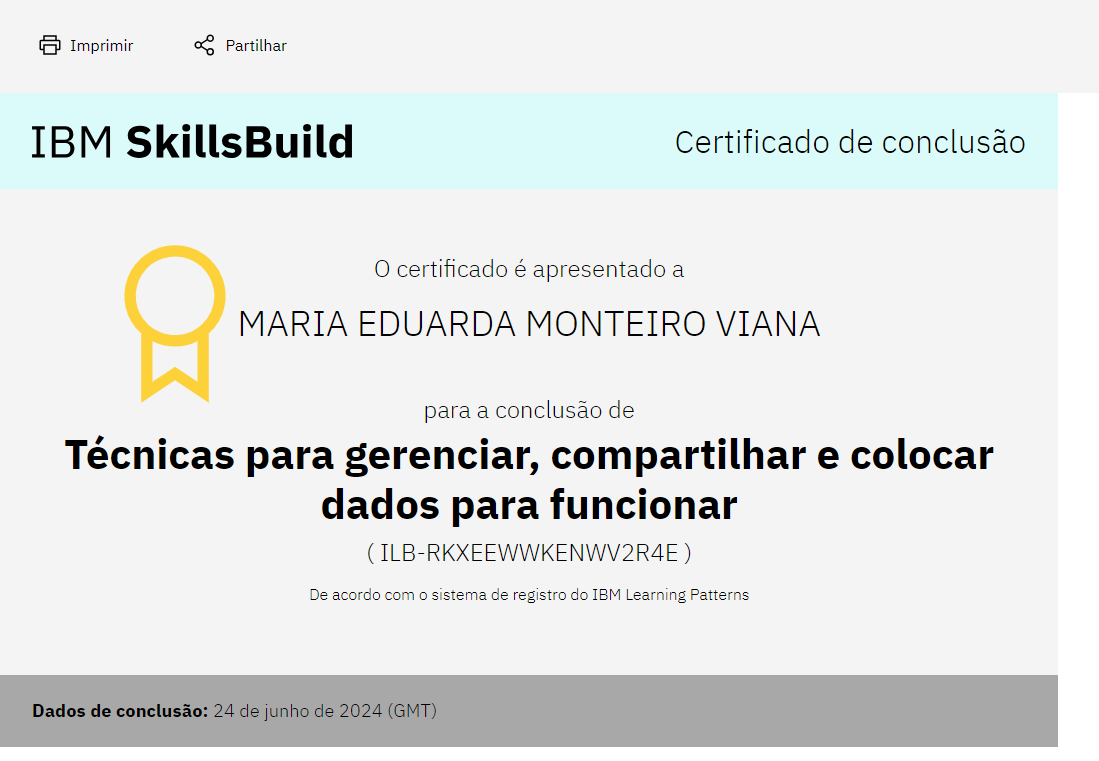 Imprimir
Partilhar
IBM SkillsBuild
Certificado de conclusão
O certificado é apresentado a
MARIA EDUARDA MONTEIRO VIANA
para a conclusão de
Técnicas para gerenciar, compartilhar e colocar
dados para funcionar
( ILB-RKXEEWWKENWV2R4E )
De acordo com o sistema de registro do IBM Learning Patterns
Dados de conclusão: 24 de junho de 2024 (GMT)